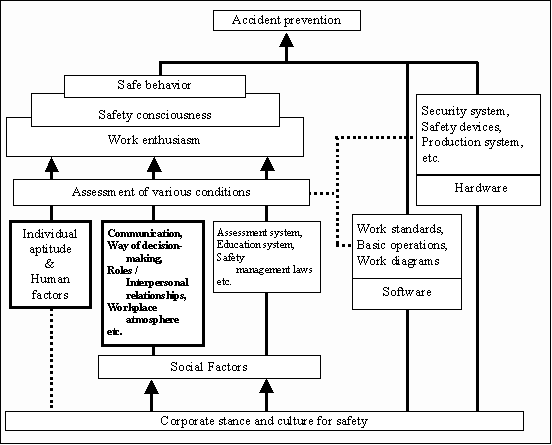 Accident prevention
Safe behavior
Safety consciousness
Work enthusiasm
Security system,
Safety devices,
Production system,
etc.
Hardware
Assessment of various conditions
Individual
aptitude
&
Human
factors
Communication,
Way of decision-
making,
Roles /
Interpersonal
relationships,
Workplace
atmosphere
etc.
Assessment system,
Education system,
Safety
management laws
etc.
Work standards,
Basic operations,
Work diagrams
Software
Social Factors
Corporate stance and culture for safety